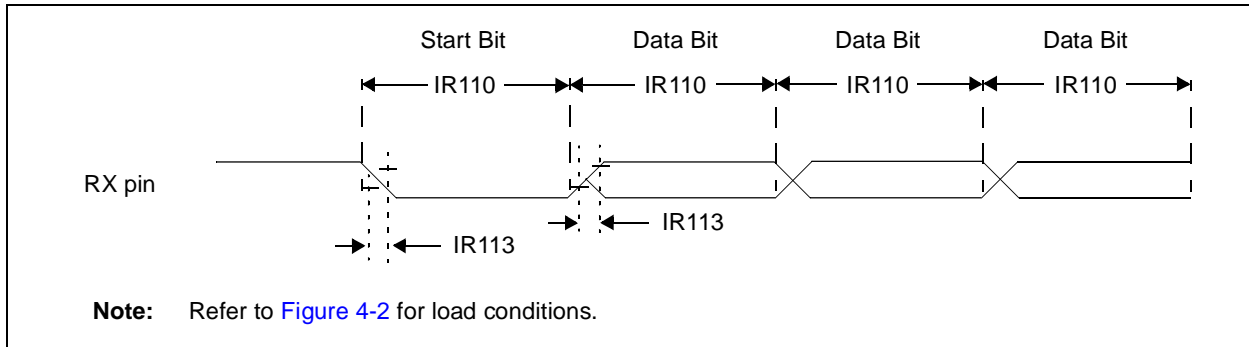 Start Bit Data Bit Data Bit Data Bit
IR110 IR110 IR110 IR110
RX pin
IR113 IR113
Note: Refer to Figure 4-2 for load conditions.